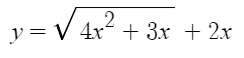 y = √(4x² + 3x) + 2x